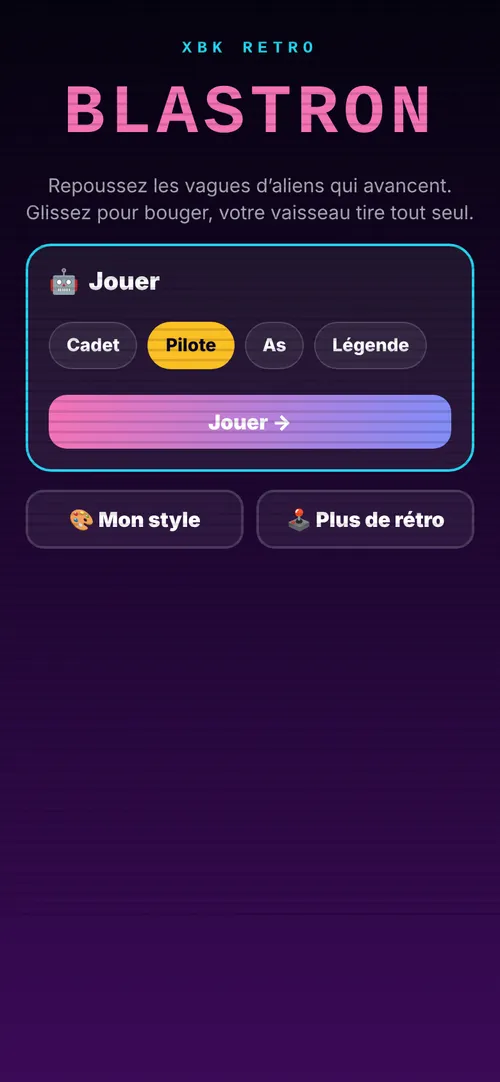 XBK RETRO
BLASTRON
Repoussez les vagues d’aliens qui avancent.
Glissez pour bouger, votre vaisseau tire tout seul.
Jouer
Cadet Pilote As Légende
Jouer →
Mon style Plus de rétro